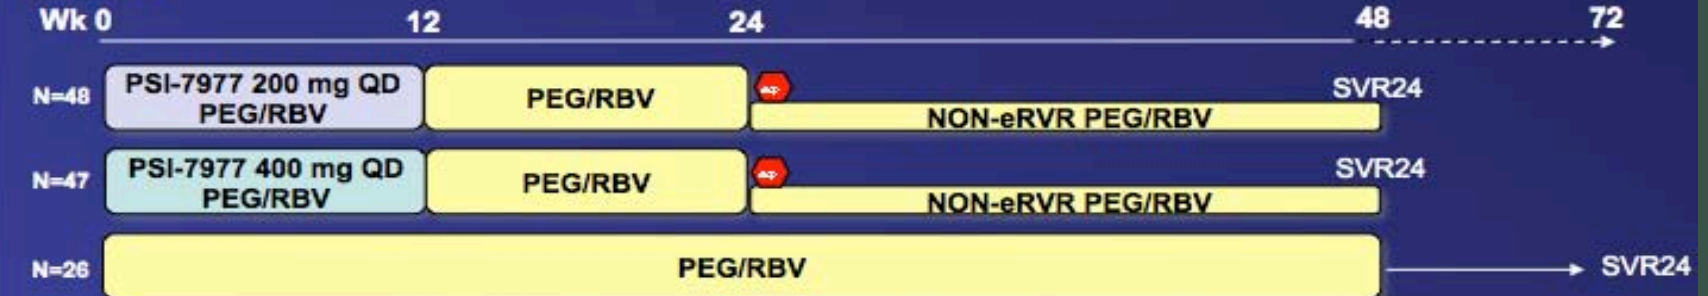 Wk 0 12 24 48 72
N=48 PSI-7977 200 mg QD
PEG/RBV
PEG/RBV
NON-eRVR PEG/RBV
SVR24
N=47 PSI-7977 400 mg QD
PEG/RBV
PEG/RBV
NON-eRVR PEG/RBV
SVR24
N=26 PEG/RBV SVR24